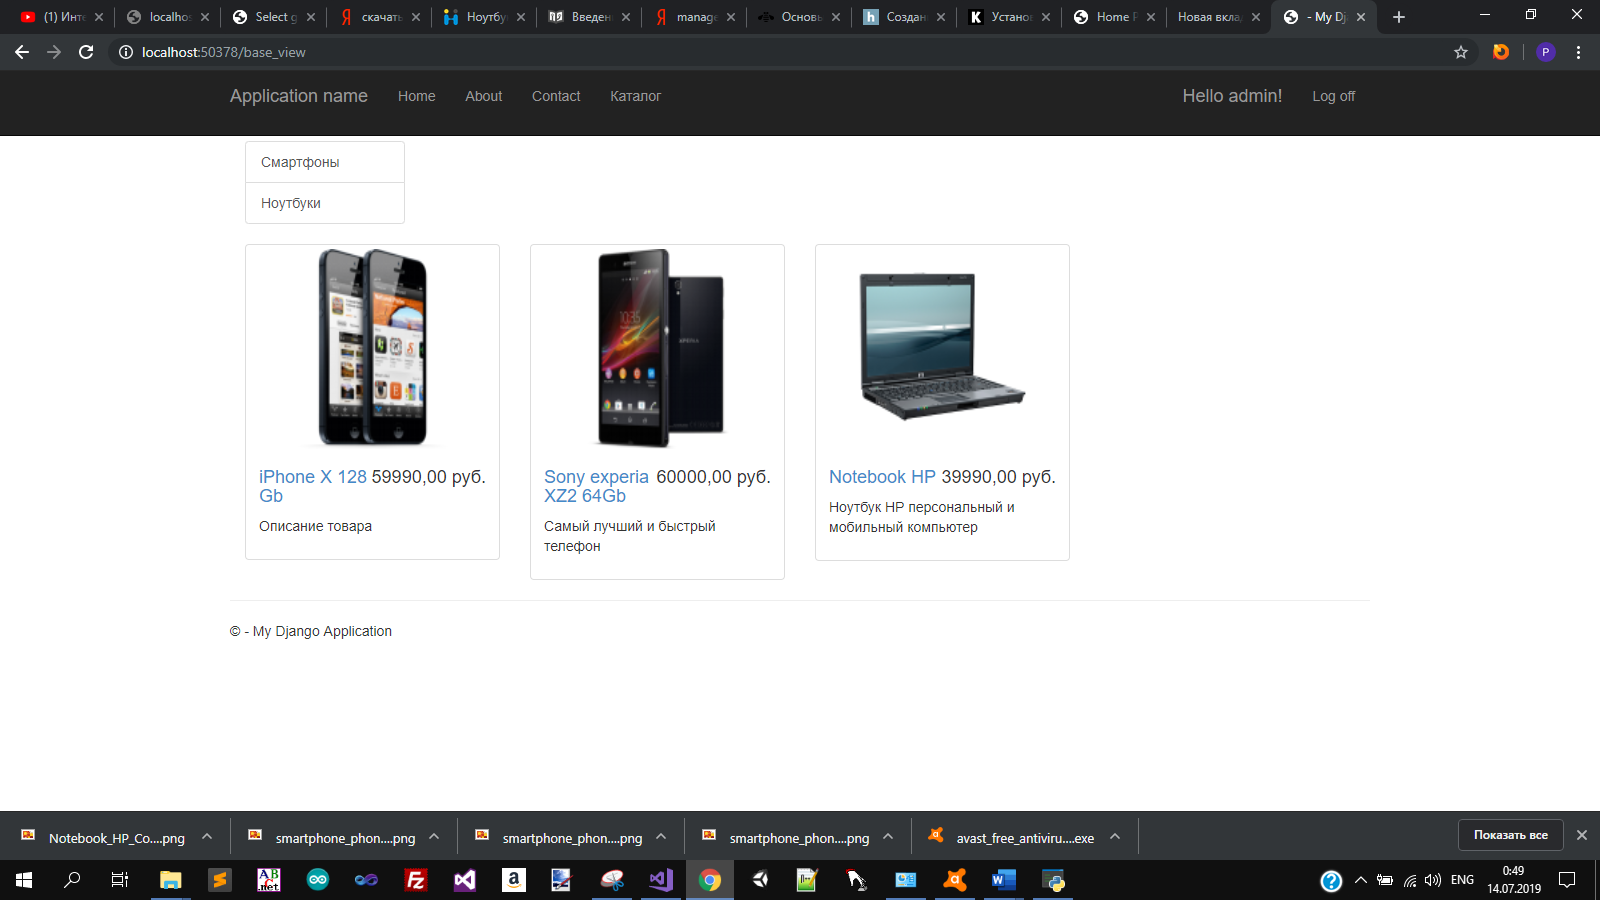 (1) Инте
localhos
Select g
скачать
Ноутбу
Введен
manage
Основы
Создан
Установ
Home P
Новая вкла
- My Dj
localhost:50378/base_view
Application name
Home
About
Contact
Каталог
Hello admin!
Log off
Смартфоны
Ноутбуки
iPhone X 128 59990,00 руб.
Gb
Описание товара
Sony experia 60000,00 руб.
XZ2 64Gb
Самый лучший и быстрый
телефон
Notebook HP 39990,00 руб.
Ноутбук HP персональный и
мобильный компьютер
© - My Django Application
Notebook_HP_Co....png
smartphone_phon....png
smartphone_phon....png
smartphone_phon....png
avast_free_antiviru....exe
Показать все
ENG
0:49
14.07.2019